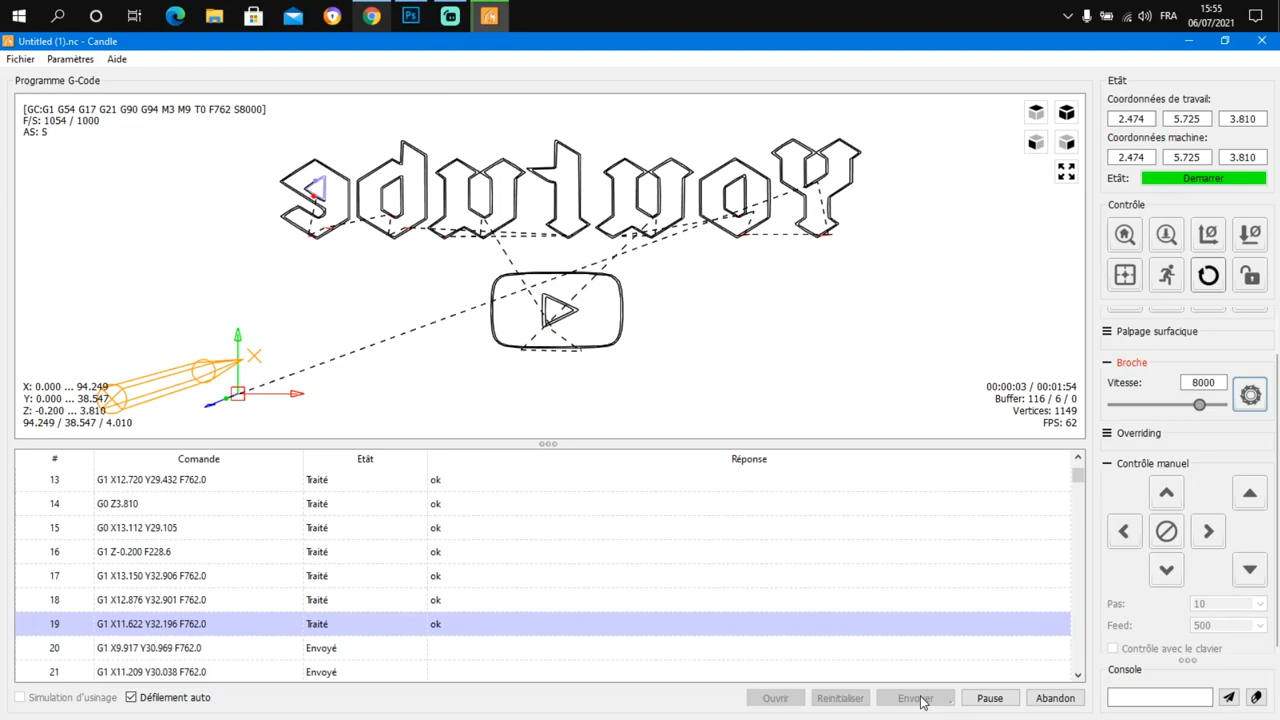 15:55
FRA
06/07/2021
Ps
Untitled (1).nc - Candle
Fichier Paramètres Aide
Programme G-Code
[GC:G1 G54 G17 G21 G90 G94 M3 M9 T0 F762 S8000]
F/S: 1054 / 1000
AS: S
X: 0.000 ... 94.249
Y: 0.000 ... 38.547
Z: -0.200 ... 3.810
94.249 / 38.547 / 4.010
00:00:03 / 00:01:54
Buffer: 116 / 6 / 0
Vertices: 1149
FPS: 62
# Comande Etât Réponse
13 G1 X12.720 Y29.432 F762.0 Traité ok
14 G0 Z3.810 Traité ok
15 G0 X13.112 Y29.105 Traité ok
16 G1 Z-0.200 F228.6 Traité ok
17 G1 X13.150 Y32.906 F762.0 Traité ok
18 G1 X12.876 Y32.901 F762.0 Traité ok
19 G1 X11.622 Y32.196 F762.0 Traité ok
20 G1 X9.917 Y30.969 F762.0 Envoyé
21 G1 X11.209 Y30.038 F762.0 Envoyé
Simulation d'usinage Défilement auto Ouvrir Reinitialiser Envoyer Pause Abandon
Etât
Coordonnées de travail:
2.474 5.725 3.810
Coordonnées machine:
2.474 5.725 3.810
Etât: Demarrer
Contrôle
Palpage surfacique
Broche
Vitesse: 8000
Overriding
Contrôle manuel
Pas: 10
Feed: 500
Contrôle avec le clavier
Console